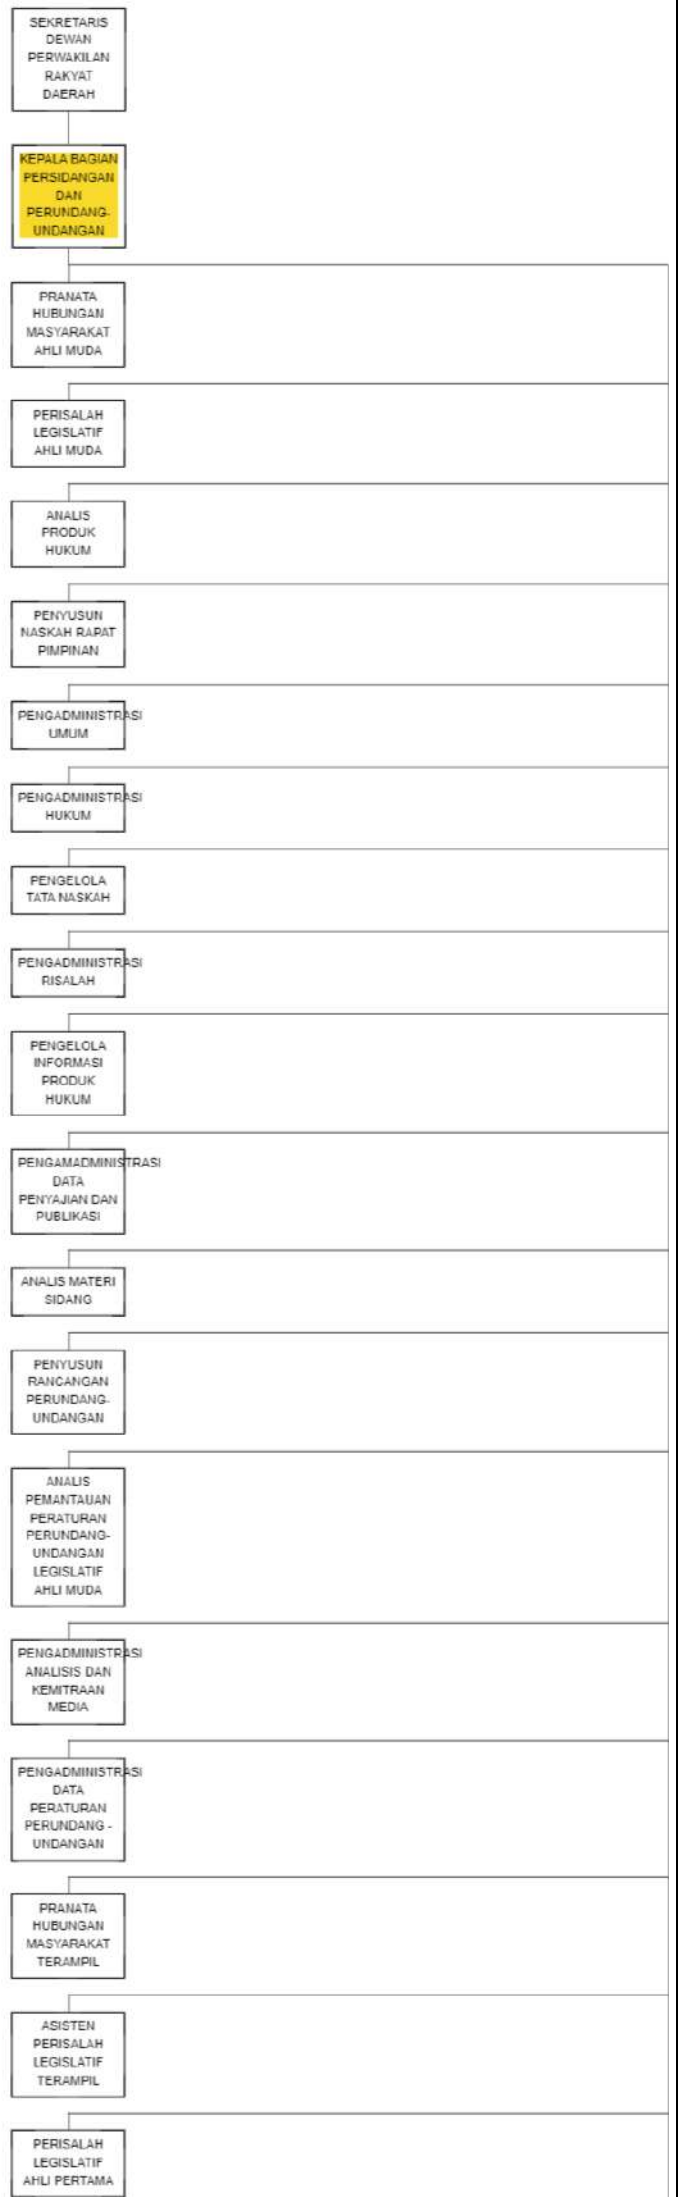 SEKRETARIS
DEWAN
PERWAKILAN
RAKYAT
DAERAH
KEPALA BAGIAN
PERSIDANGAN
DAN
PERUNDANG-
UNDANGAN
PRANATA
HUBUNGAN
MASYARAKAT
AHLI MUDA
PERISALAH
LEGISLATIF
AHLI MUDA
ANALIS
PRODUK
HUKUM
PENYUSUN
NASKAH RAPAT
PIMPINAN
PENGADMINISTRASI
UMUM
PENGADMINISTRASI
HUKUM
PENGELOLA
TATA NASKAH
PENGADMINISTRASI
RISALAH
PENGELOLA
INFORMASI
PRODUK
HUKUM
PENGAMADMINISTRASI
DATA
PENYAJIAN DAN
PUBLIKASI
ANALIS MATERI
SIDANG
PENYUSUN
RANCANGAN
PERUNDANG-
UNDANGAN
ANALIS
PEMANTAUAN
PERATURAN
PERUNDANG-
UNDANGAN
LEGISLATIF
AHLI MUDA
PENGADMINISTRASI
ANALISIS DAN
KEMITRAAN
MEDIA
PENGADMINISTRASI
DATA
PERATURAN
PERUNDANG -
UNDANGAN
PRANATA
HUBUNGAN
MASYARAKAT
TERAMPIL
ASISTEN
PERISALAH
LEGISLATIF
TERAMPIL
PERISALAH
LEGISLATIF
AHLI PERTAMA